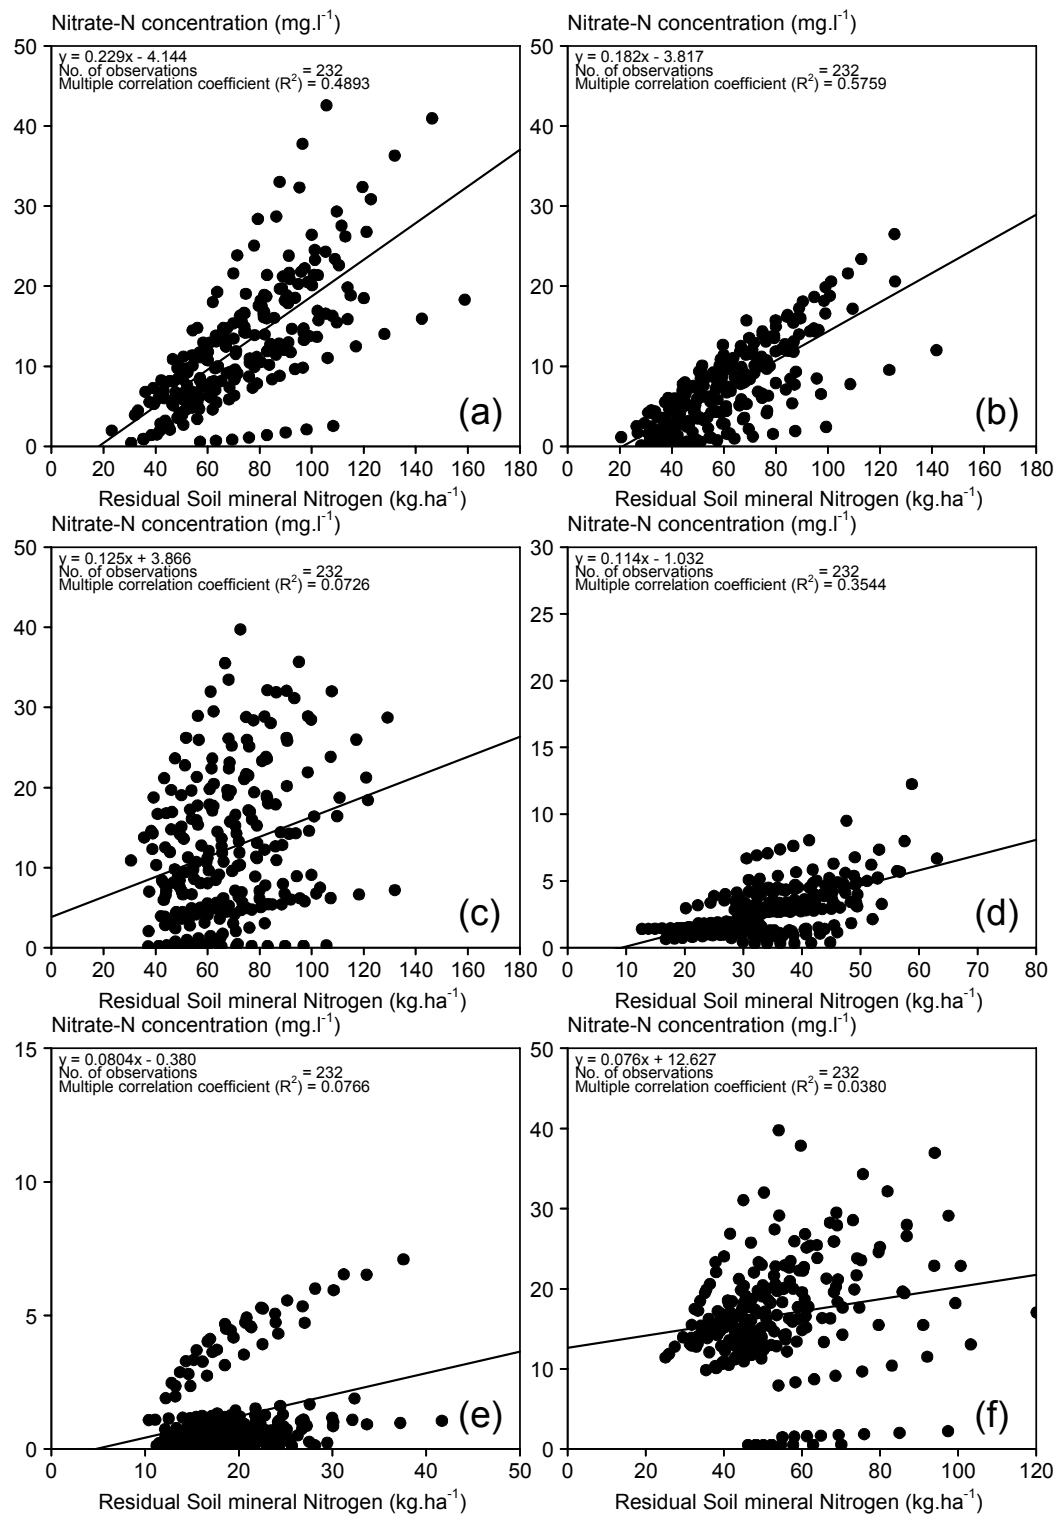 Nitrate-N concentration (mg.l⁻¹)
50
40
30
20
10
0
y = 0.229x - 4.144
No. of observations = 232
Multiple correlation coefficient (R²) = 0.4893
(a)
0 20 40 60 80 100 120 140 160 180
Residual Soil mineral Nitrogen (kg.ha⁻¹)
Nitrate-N concentration (mg.l⁻¹)
50
40
30
20
10
0
y = 0.182x - 3.817
No. of observations = 232
Multiple correlation coefficient (R²) = 0.5759
(b)
0 20 40 60 80 100 120 140 160 180
Residual Soil mineral Nitrogen (kg.ha⁻¹)
Nitrate-N concentration (mg.l⁻¹)
50
40
30
20
10
0
y = 0.125x + 3.866
No. of observations = 232
Multiple correlation coefficient (R²) = 0.0726
(c)
0 20 40 60 80 100 120 140 160 180
Residual Soil mineral Nitrogen (kg.ha⁻¹)
Nitrate-N concentration (mg.l⁻¹)
30
25
20
15
10
5
0
y = 0.114x - 1.032
No. of observations = 232
Multiple correlation coefficient (R²) = 0.3544
(d)
0 10 20 30 40 50 60 70 80
Residual Soil mineral Nitrogen (kg.ha⁻¹)
Nitrate-N concentration (mg.l⁻¹)
15
10
5
0
y = 0.0804x - 0.380
No. of observations = 232
Multiple correlation coefficient (R²) = 0.0766
(e)
0 10 20 30 40 50
Residual Soil mineral Nitrogen (kg.ha⁻¹)
Nitrate-N concentration (mg.l⁻¹)
50
40
30
20
10
0
y = 0.076x + 12.627
No. of observations = 232
Multiple correlation coefficient (R²) = 0.0380
(f)
0 20 40 60 80 100 120
Residual Soil mineral Nitrogen (kg.ha⁻¹)